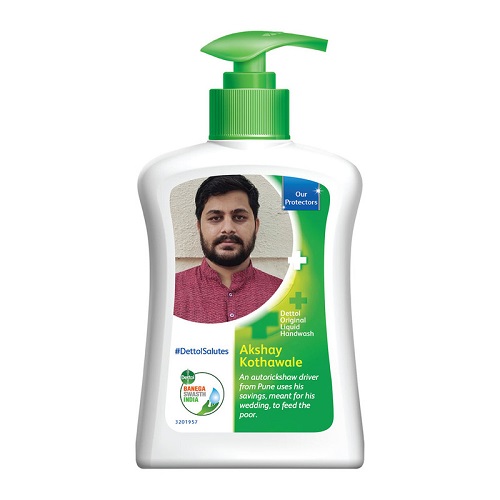 Our
Protectors
Dettol
Original
Liquid
Handwash
#DettolSalutes
Akshay
Kothawale
An autorickshaw driver
from Pune uses his
savings, meant for his
wedding, to feed the
poor.
Dettol
BANEGA
SWASTH
INDIA
3201957